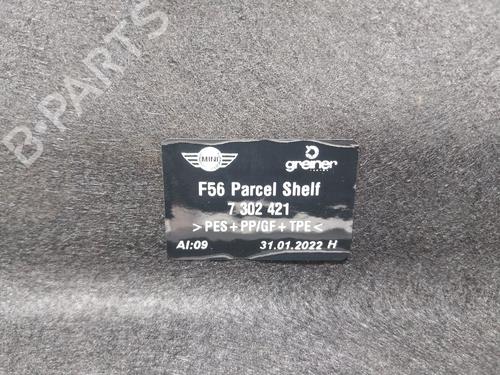 B-PARTS
MINI
greiner
F56 Parcel Shelf
7 302 421
>PES+PP/GF+TPE<
AI:09 31.01.2022 H